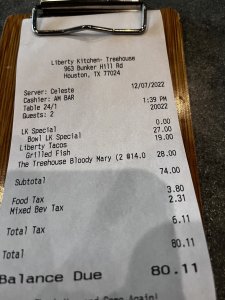 Liberty Kitchen- Treehouse
963 Bunker Hill Rd
Houston, TX 77024
Server: Celeste 12/07/2022
Cashier: AM BAR 1:39 PM
Table 24/1 20022
Guests: 2
LK Special 0.00
Bowl LK Special 27.00
Liberty Tacos 19.00
Grilled Fish
The Treehouse Bloody Mary (2 @14.0 28.00
Subtotal 74.00
Food Tax 3.80
Mixed Bev Tax 2.31
Total Tax 6.11
Total 80.11
Balance Due 80.11